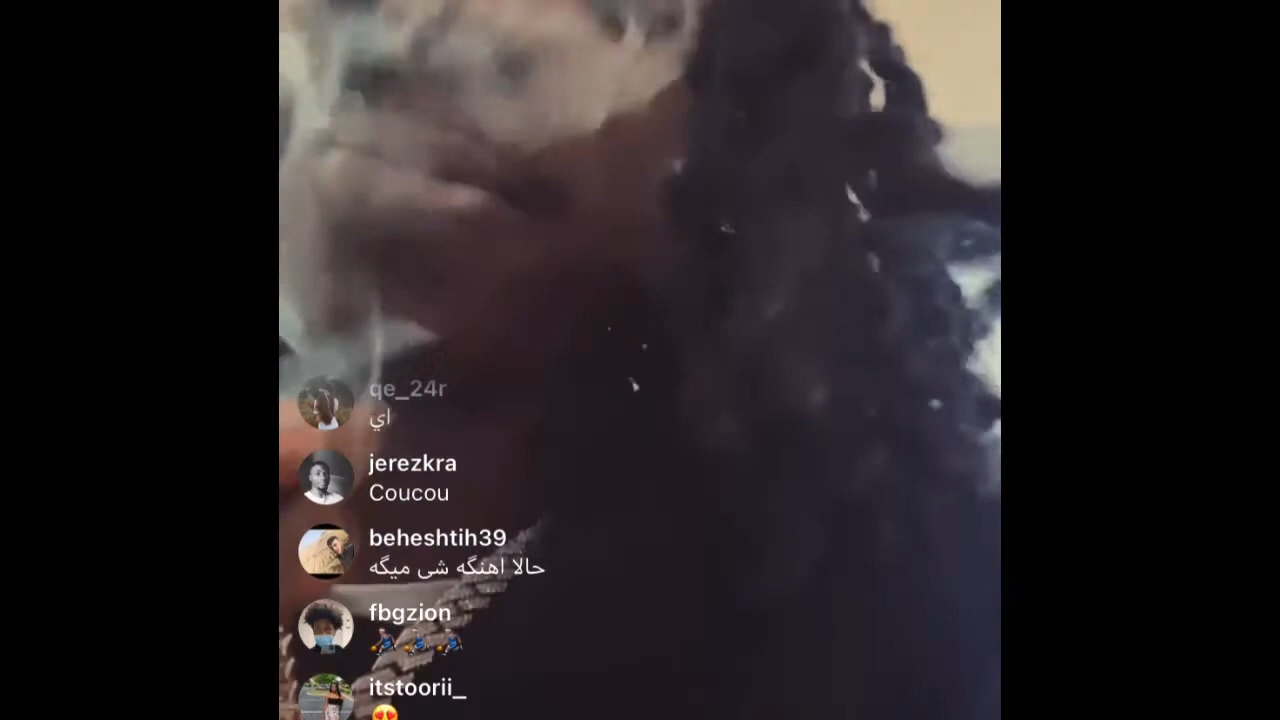 qe_24r
اي
jerezkra
Coucou
beheshtih39
حالا اهنگه شی میگه
fbgzion
🏀
itstoorii_
😍